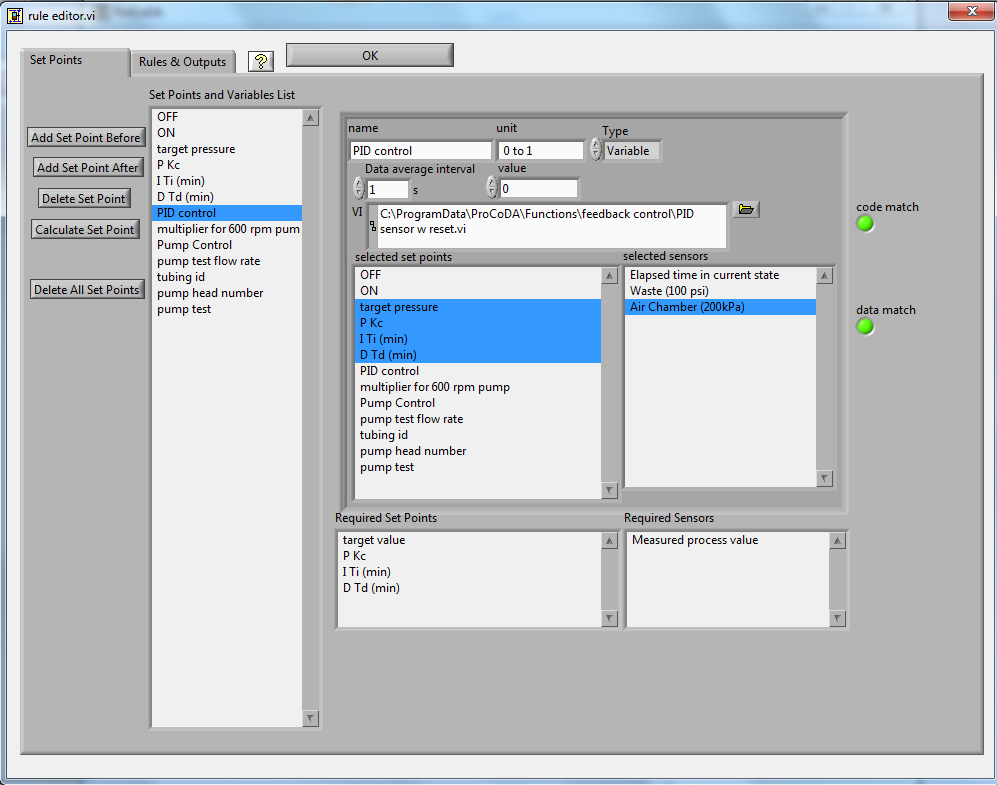 rule editor.vi
Set Points
Rules & Outputs
?
OK
Set Points and Variables List
Add Set Point Before
Add Set Point After
Delete Set Point
Calculate Set Point
Delete All Set Points
OFF
ON
target pressure
P Kc
I Ti (min)
D Td (min)
PID control
multiplier for 600 rpm pum
Pump Control
pump test flow rate
tubing id
pump head number
pump test
name
unit
Type
PID control
0 to 1
Variable
Data average interval
value
1
s
0
VI
C:\ProgramData\ProCoDA\Functions\feedback control\PID
sensor w reset.vi
code match
data match
selected set points
OFF
ON
target pressure
P Kc
I Ti (min)
D Td (min)
PID control
multiplier for 600 rpm pump
Pump Control
pump test flow rate
tubing id
pump head number
pump test
selected sensors
Elapsed time in current state
Waste (100 psi)
Air Chamber (200kPa)
Required Set Points
target value
P Kc
I Ti (min)
D Td (min)
Required Sensors
Measured process value